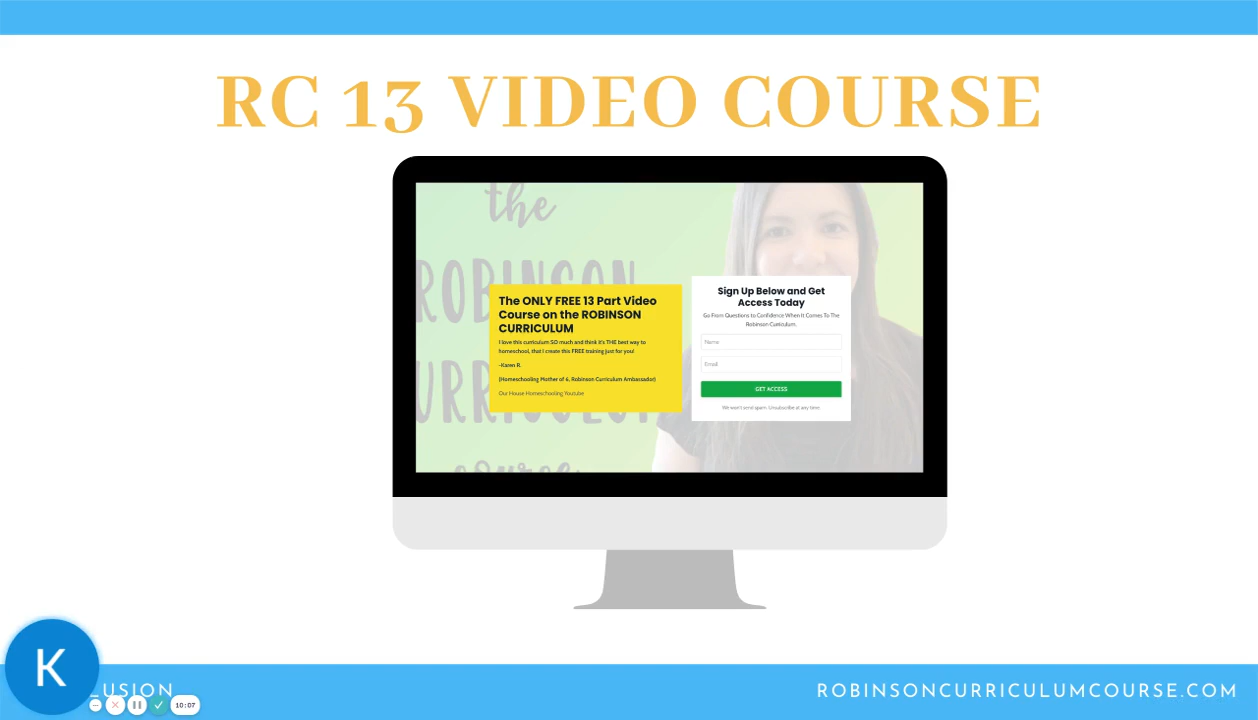 RC 13 VIDEO COURSE
the
ROBINSON
CURRICULUM
course
The ONLY FREE 13 Part Video
Course on the ROBINSON
CURRICULUM
I love this curriculum SO much and think it's THE best way to
homeschool, that I create this FREE training just for you!
~Karen R.
(Homeschooling Mother of 6, Robinson Curriculum Ambassador)
Our House Homeschooling Youtube
Sign Up Below and Get
Access Today
Go From Questions to Confidence When It Comes To The
Robinson Curriculum.
Name
Email
GET ACCESS
We won't send spam. Unsubscribe at any time.
K
LUSION
10:07
ROBINSONCURRICULUMCOURSE.COM